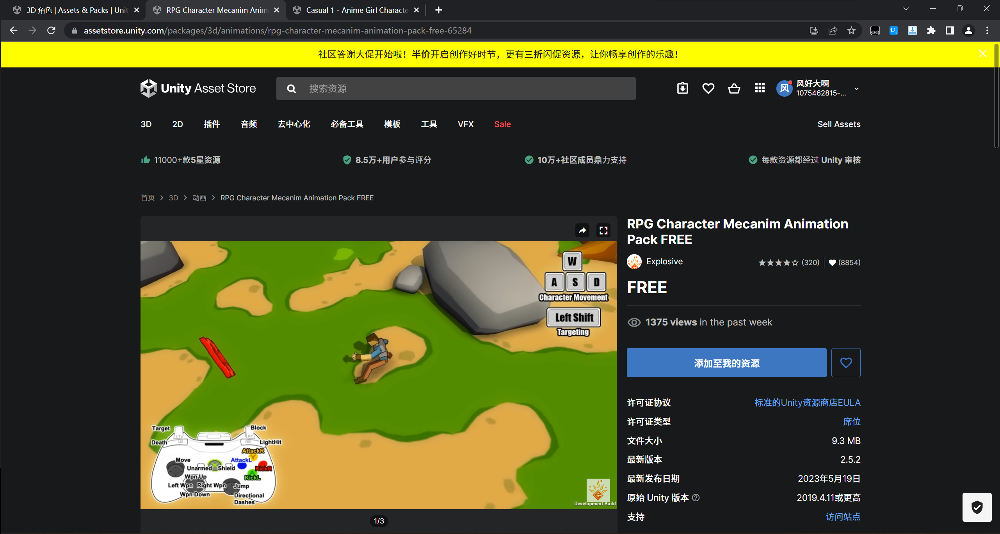 3D 角色 | Assets & Packs | Unit
RPG Character Mecanim Anim
Casual 1 - Anime Girl Characte
assetstore.unity.com/packages/3d/animations/rpg-character-mecanim-animation-pack-free-65284
社区答谢大促开始啦！半价开启创作好时节，更有三折闪促资源，让你畅享创作的乐趣！
Unity Asset Store
搜索资源
风
风好大啊
1075462815-...
3D 2D 插件 音频 去中心化 必备工具 模板 工具 VFX Sale Sell Assets
11000+款5星资源
8.5万+用户参与评分
10万+社区成员鼎力支持
每款资源都经过 Unity 审核
首页 > 3D > 动画 > RPG Character Mecanim Animation Pack FREE
W
A S D
Character Movement
Left Shift
Targeting
Target
Block
LT
RT
Death
LB
RB
LightHit
AttackR
Y
Move
AttackL
X
Unarmed
Shield
KickR
A
KickL
Wpn Up
Left Wpn
Right Wpn
Jump
Wpn Down
Directional
Dashes
e
Development Build
1/3
RPG Character Mecanim Animation
Pack FREE
Explosive
(320) | (8854)
FREE
1375 views in the past week
添加至我的资源
许可证协议 标准的Unity资源商店EULA
许可证类型 席位
文件大小 9.3 MB
最新版本 2.5.2
最新发布日期 2023年5月19日
原始 Unity 版本 ? 2019.4.11或更高
支持 访问站点